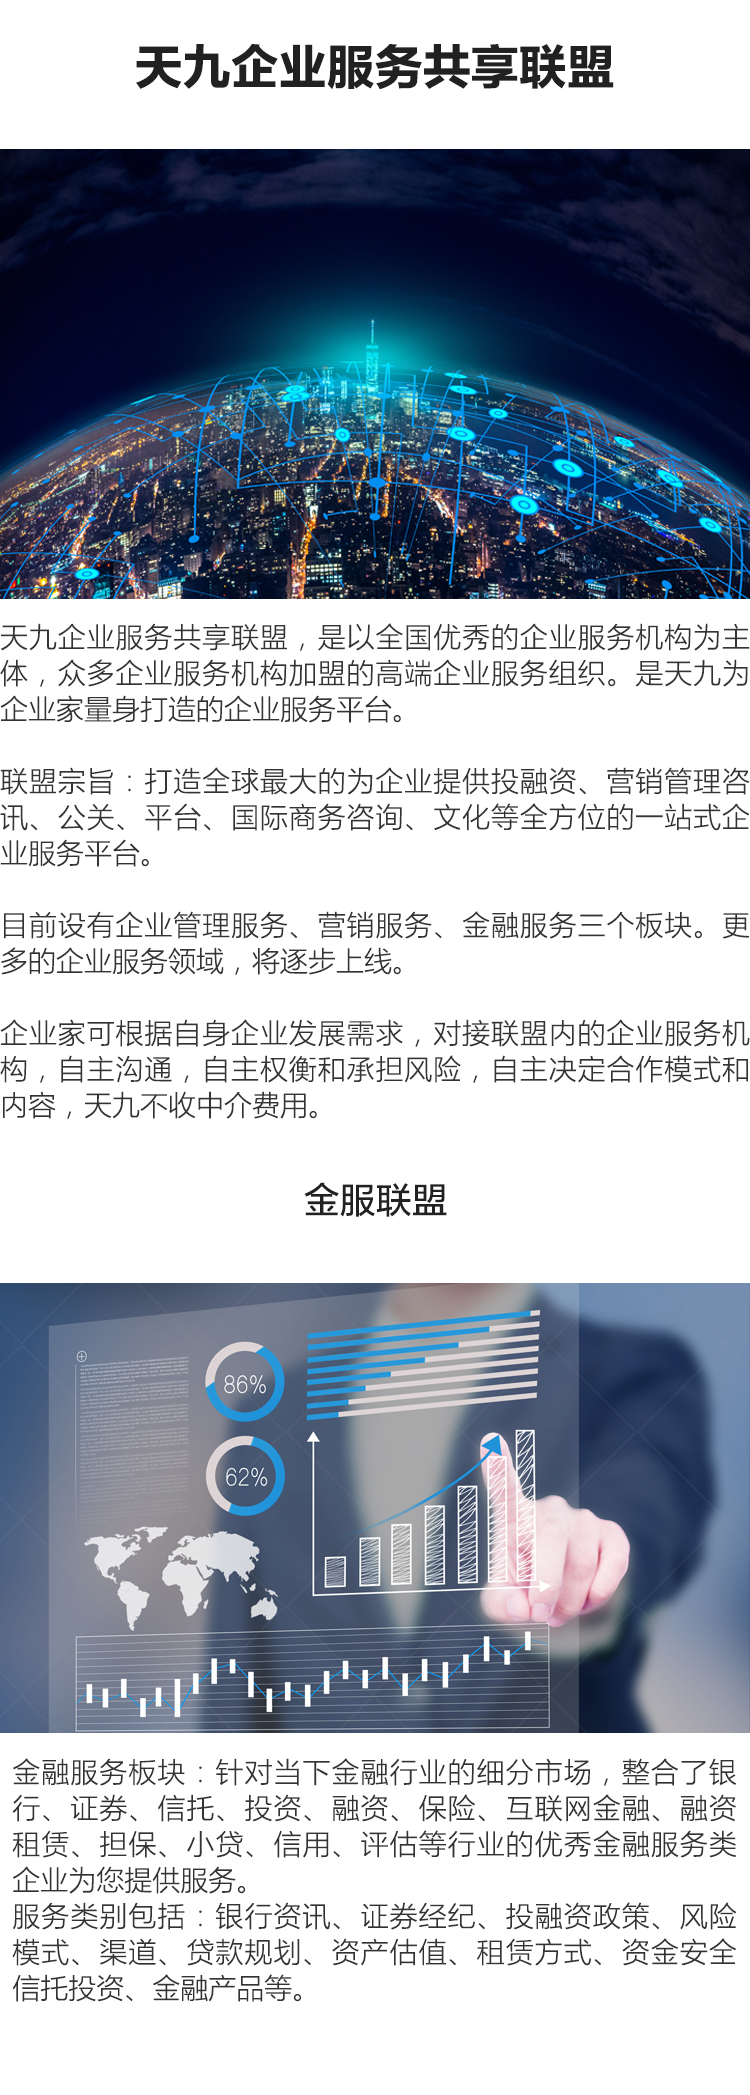 天九企业服务共享联盟
天九企业服务共享联盟，是以全国优秀的企业服务机构为主
体，众多企业服务机构加盟的高端企业服务组织。是天九为
企业家量身打造的企业服务平台。
联盟宗旨：打造全球最大的为企业提供投融资、营销管理咨
讯、公关、平台、国际商务咨询、文化等全方位的一站式企
业服务平台。
目前设有企业管理服务、营销服务、金融服务三个板块。更
多的企业服务领域，将逐步上线。
企业家可根据自身企业发展需求，对接联盟内的企业服务机
构，自主沟通，自主权衡和承担风险，自主决定合作模式和
内容，天九不收中介费用。
金服联盟
86%
62%
金融服务板块：针对当下金融行业的细分市场，整合了银
行、证券、信托、投资、融资、保险、互联网金融、融资
租赁、担保、小贷、信用、评估等行业的优秀金融服务类
企业为您提供服务。
服务类别包括：银行资讯、证券经纪、投融资政策、风险
模式、渠道、贷款规划、资产估值、租赁方式、资金安全
信托投资、金融产品等。